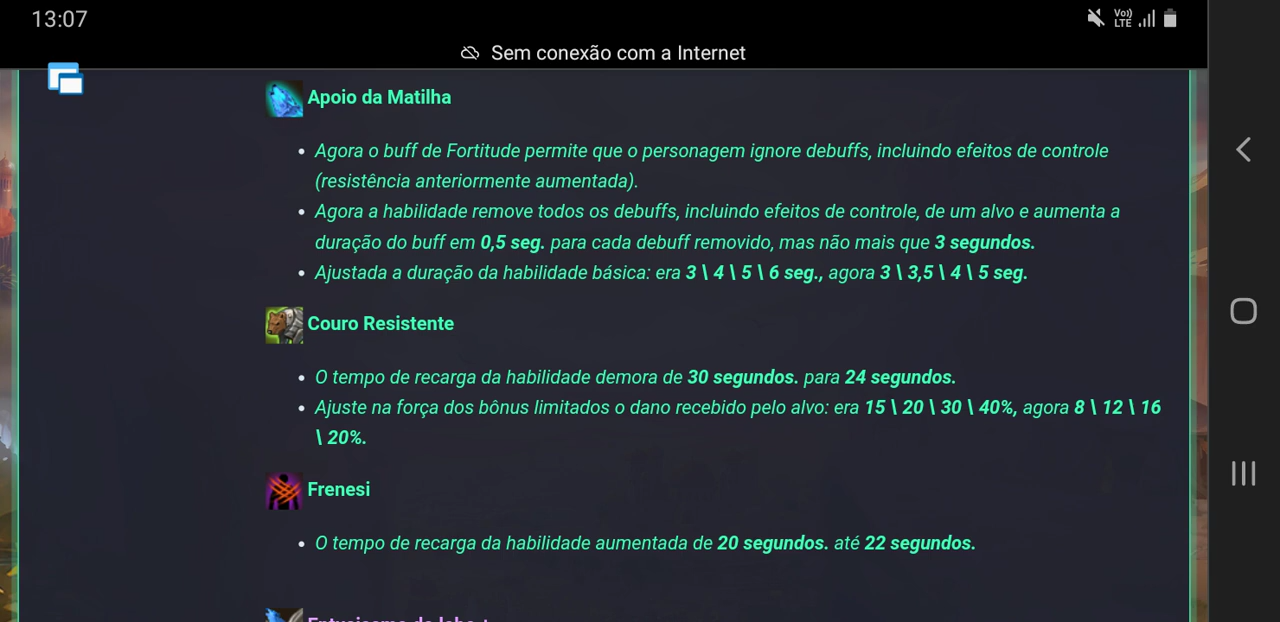 13:07
Vo)) LTE
Sem conexão com a Internet
Apoio da Matilha
• Agora o buff de Fortitude permite que o personagem ignore debuffs, incluindo efeitos de controle
(resistência anteriormente aumentada).
• Agora a habilidade remove todos os debuffs, incluindo efeitos de controle, de um alvo e aumenta a
duração do buff em 0,5 seg. para cada debuff removido, mas não mais que 3 segundos.
• Ajustada a duração da habilidade básica: era 3 \ 4 \ 5 \ 6 seg., agora 3 \ 3,5 \ 4 \ 5 seg.
Couro Resistente
• O tempo de recarga da habilidade demora de 30 segundos. para 24 segundos.
• Ajuste na força dos bônus limitados o dano recebido pelo alvo: era 15 \ 20 \ 30 \ 40%, agora 8 \ 12 \ 16
\ 20%.
Frenesi
• O tempo de recarga da habilidade aumentada de 20 segundos. até 22 segundos.